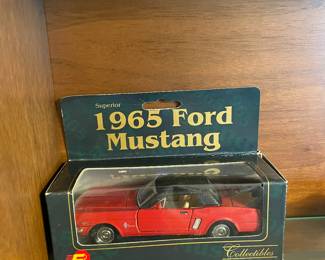 Superior
1965 Ford
Mustang
Collectibles